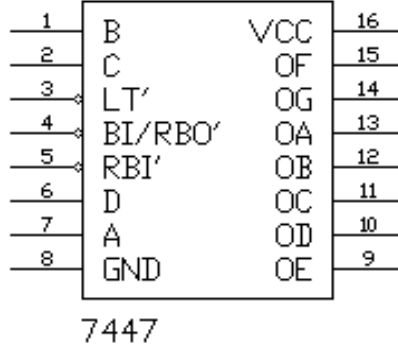 1 B VCC 16
2 C OF 15
3 LT' OG 14
4 BI/RBO' OA 13
5 RBI' OB 12
6 D OC 11
7 A OD 10
8 GND OE 9
7447